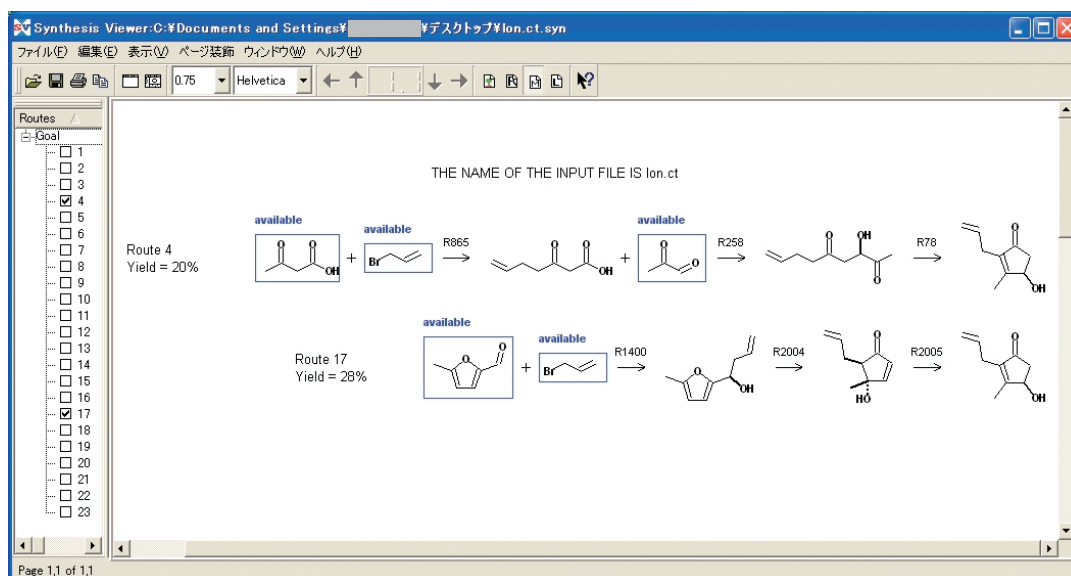 Synthesis Viewer:C:¥Documents and Settings¥ ¥デスクトップ¥lon.ct.syn
ファイル(F) 編集(E) 表示(V) ページ装飾 ウィンドウ(W) ヘルプ(H)
0.75 Helvetica
Routes
Goal
1
2
3
4
5
6
7
8
9
10
11
12
13
14
15
16
17
18
19
20
21
22
23
THE NAME OF THE INPUT FILE IS lon.ct
Route 4
Yield = 20%
available
O O
OH
+
available
Br
R865
O O
OH
+
available
O
O
R258
O OH
O
R78
O
OH
Route 17
Yield = 28%
available
O
O
+
available
Br
R1400
O
OH
R2004
O
HO
R2005
O
OH
Page 1,1 of 1,1